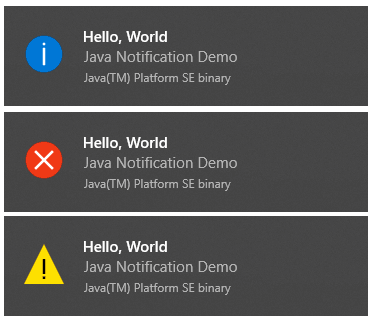 Hello, World
Java Notification Demo
Java(TM) Platform SE binary
Hello, World
Java Notification Demo
Java(TM) Platform SE binary
Hello, World
Java Notification Demo
Java(TM) Platform SE binary